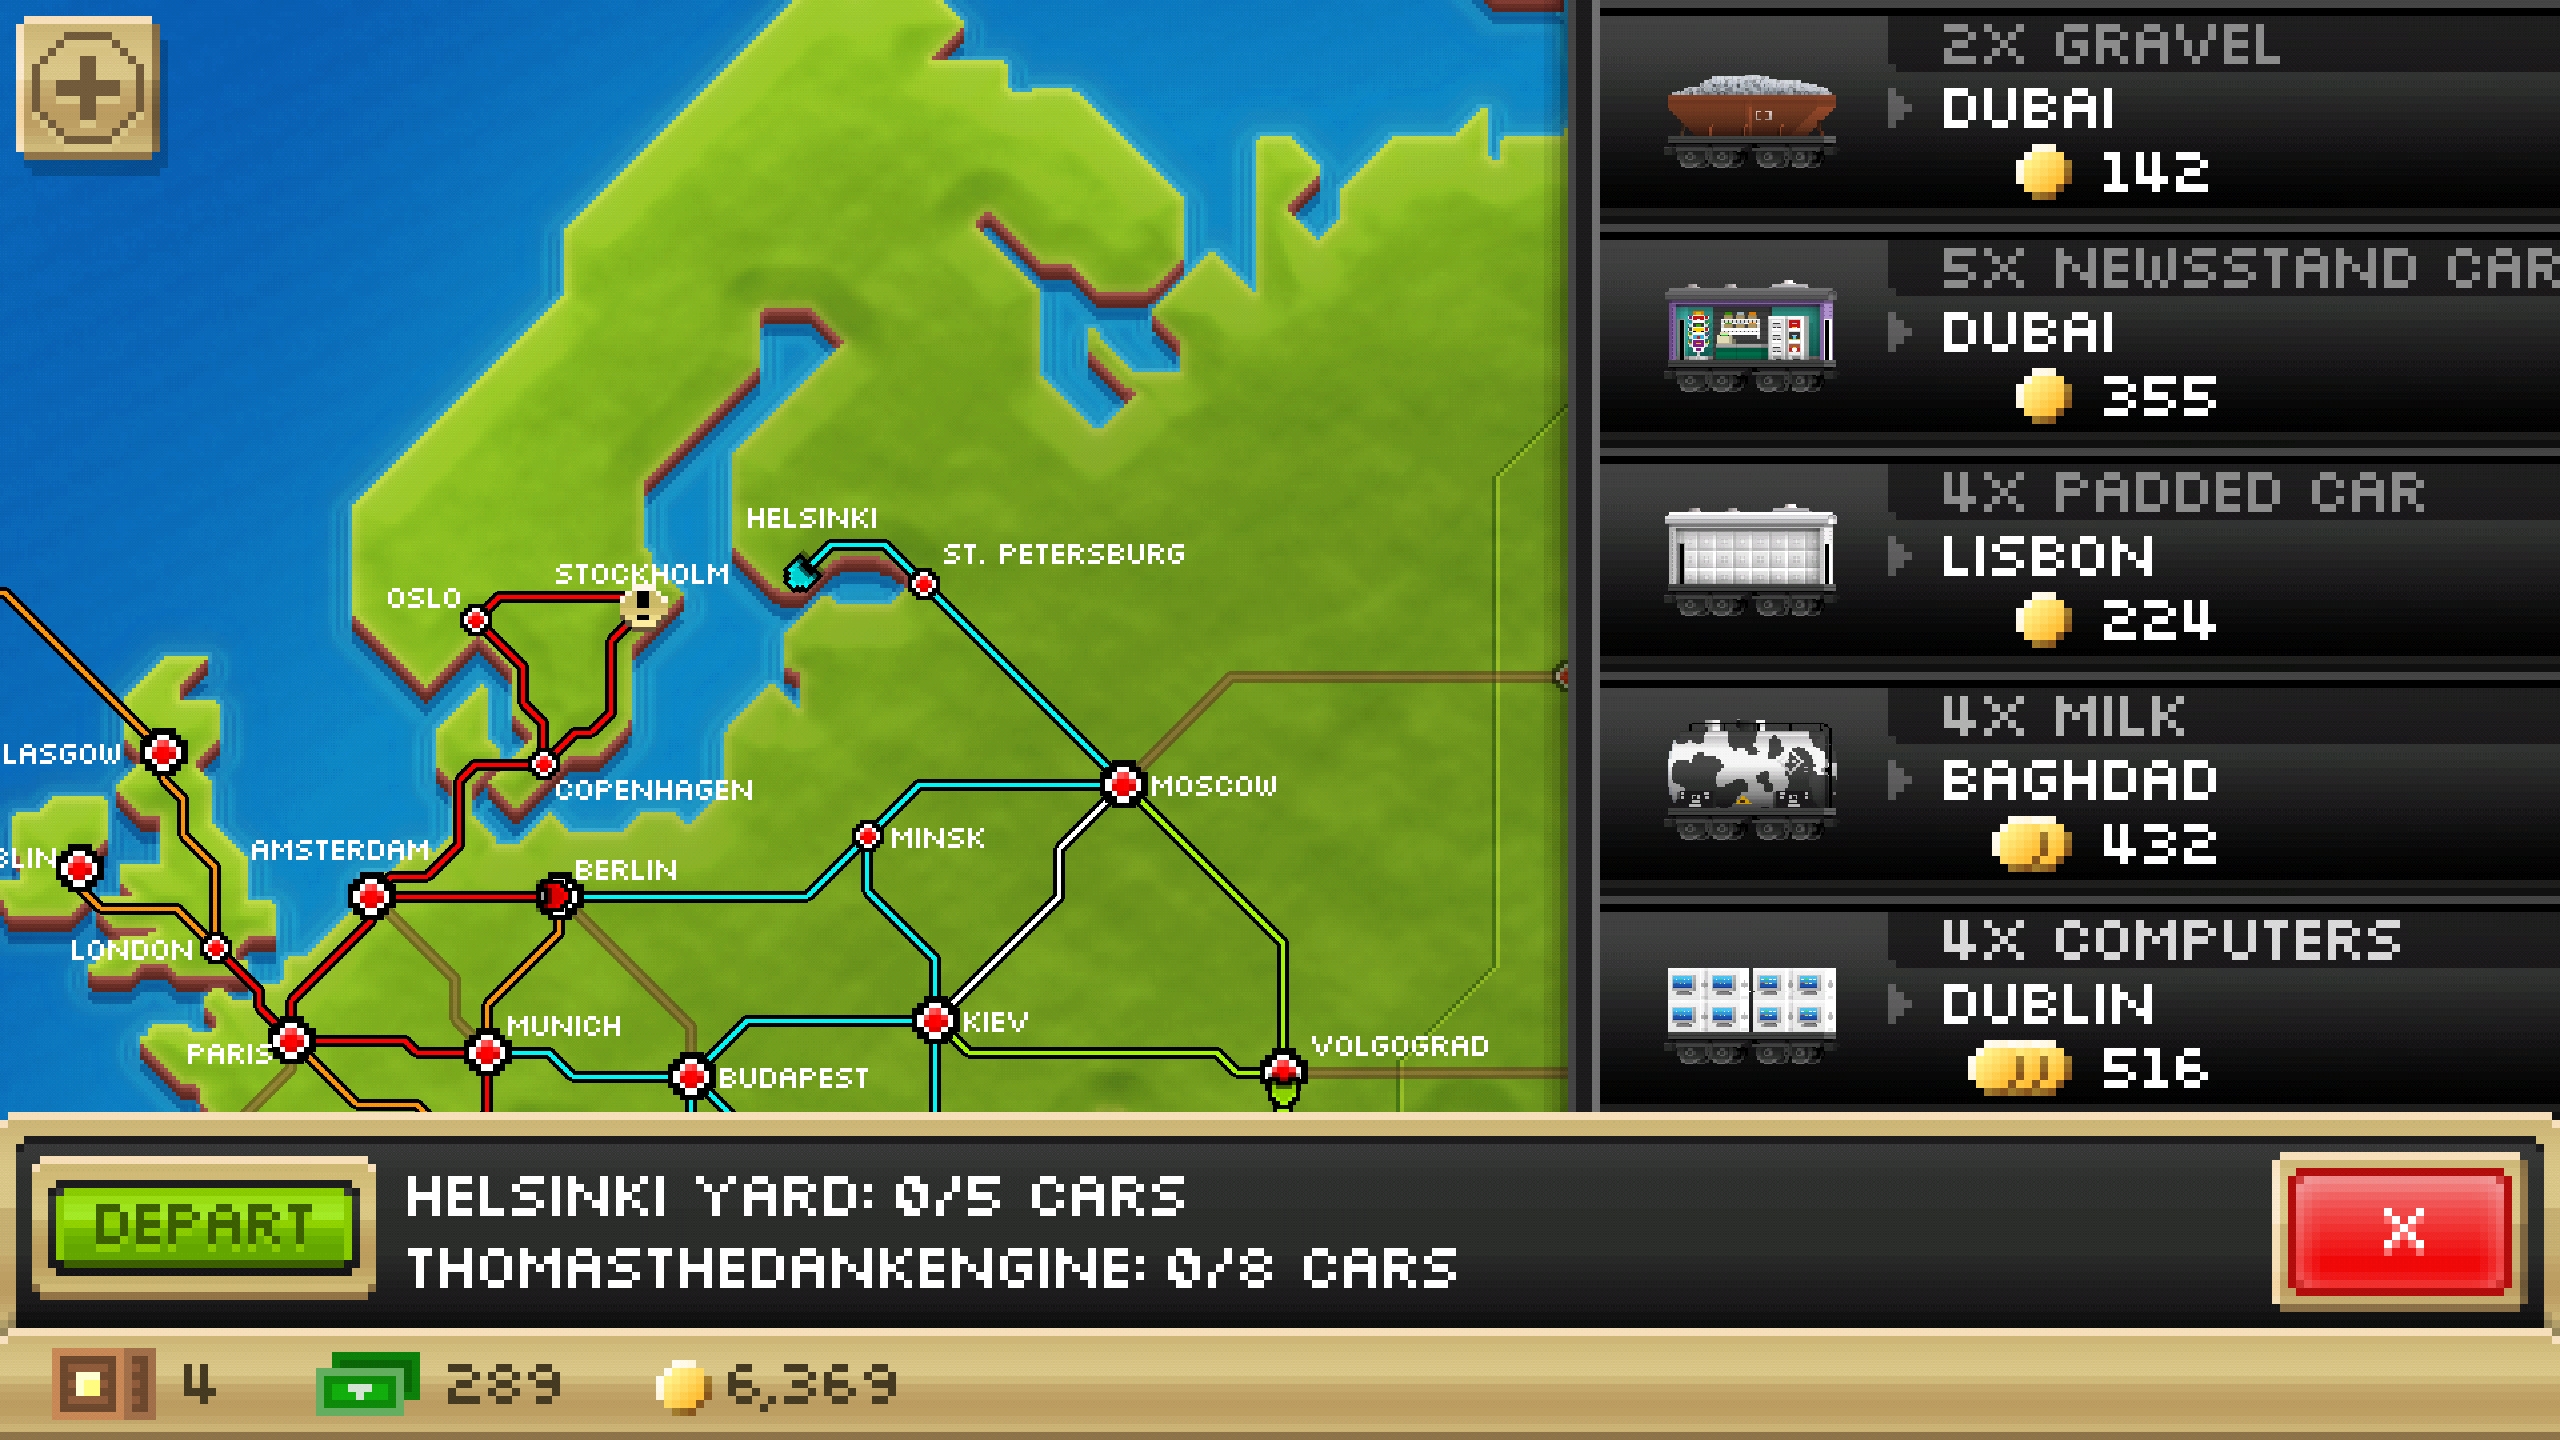 2X GRAVEL
DUBAI
142
5X NEWSSTAND CAR
DUBAI
355
4X PADDED CAR
LISBON
224
4X MILK
BAGHDAD
432
4X COMPUTERS
DUBLIN
516
HELSINKI
ST. PETERSBURG
STOCKHOLM
OSLO
LASGOW
MOSCOW
COPENHAGEN
MINSK
AMSTERDAM
BLIN
BERLIN
LONDON
MUNICH
KIEV
PARIS
VOLGOGRAD
BUDAPEST
DEPART
HELSINKI YARD: 0/5 CARS
THOMASTHEDANKENGINE: 0/8 CARS
X
4
289
6,369